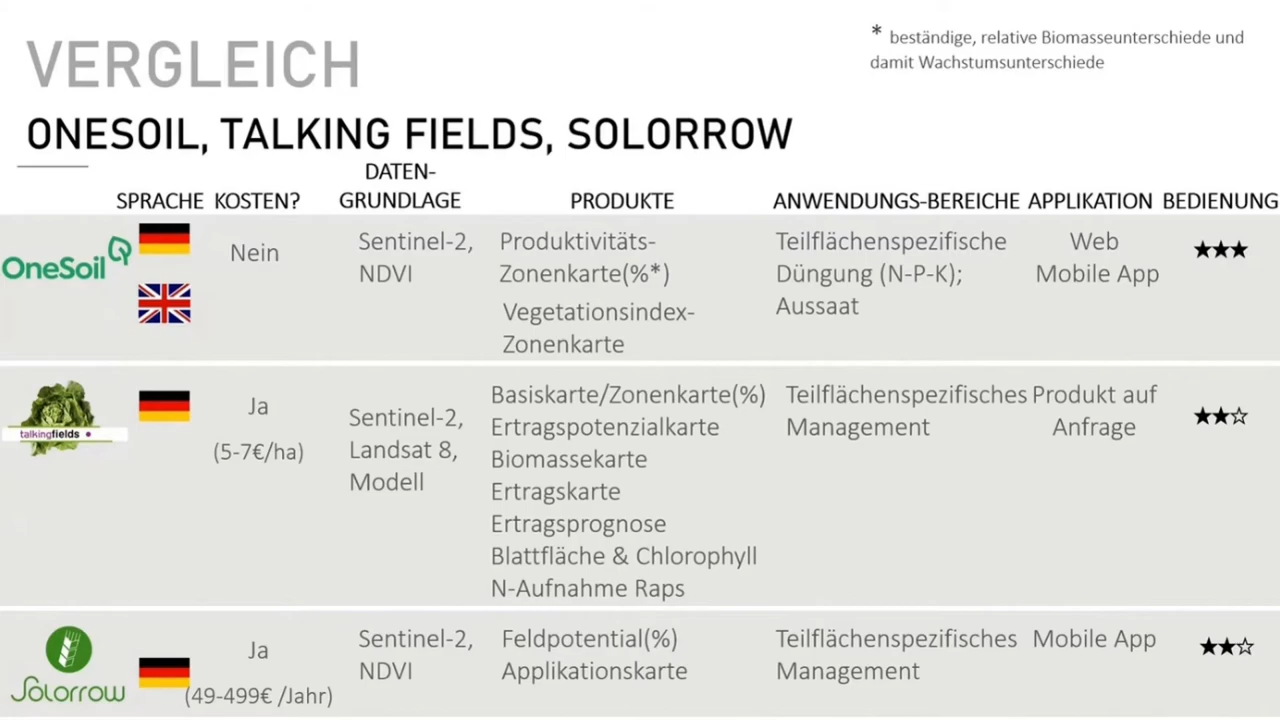 VERGLEICH
* beständige, relative Biomasseunterschiede und
damit Wachstumsunterschiede
ONESOIL, TALKING FIELDS, SOLORROW
SPRACHE
KOSTEN?
DATEN-
GRUNDLAGE
PRODUKTE
ANWENDUNGS-BEREICHE
APPLIKATION
BEDIENUNG
OneSoil
Nein
Sentinel-2,
NDVI
Produktivitäts-
Zonenkarte(%*)
Vegetationsindex-
Zonenkarte
Teilflächenspezifische
Düngung (N-P-K);
Aussaat
Web
Mobile App
★★★
talkingfields
Ja
(5-7€/ha)
Sentinel-2,
Landsat 8,
Modell
Basiskarte/Zonenkarte(%)
Ertragspotenzialkarte
Biomassekarte
Ertragskarte
Ertragsprognose
Blattfläche & Chlorophyll
N-Aufnahme Raps
Teilflächenspezifisches
Management
Produkt auf
Anfrage
★★☆
Solorrow
Ja
(49-499€ /Jahr)
Sentinel-2,
NDVI
Feldpotential(%)
Applikationskarte
Teilflächenspezifisches
Management
Mobile App
★★☆